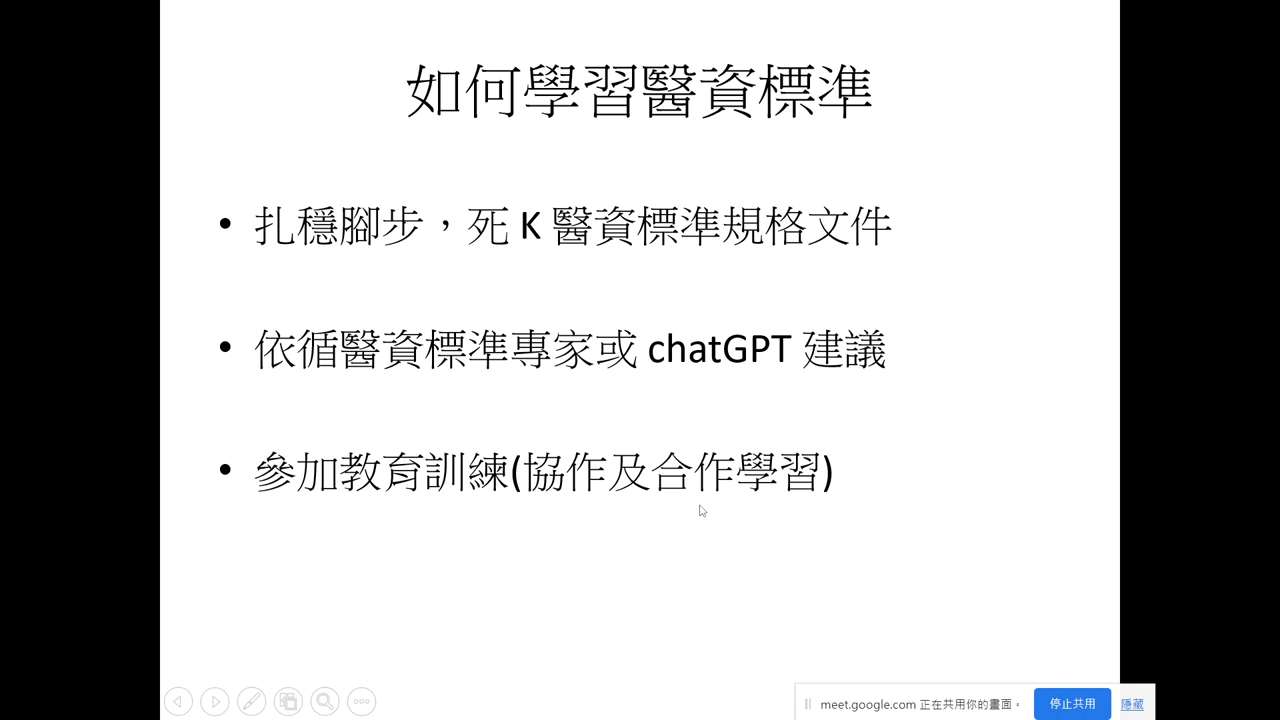 如何學習醫資標準
• 扎穩腳步，死 K 醫資標準規格文件
• 依循醫資標準專家或 chatGPT 建議
• 參加教育訓練(協作及合作學習)
meet.google.com 正在共用你的畫面。
停止共用
隱藏